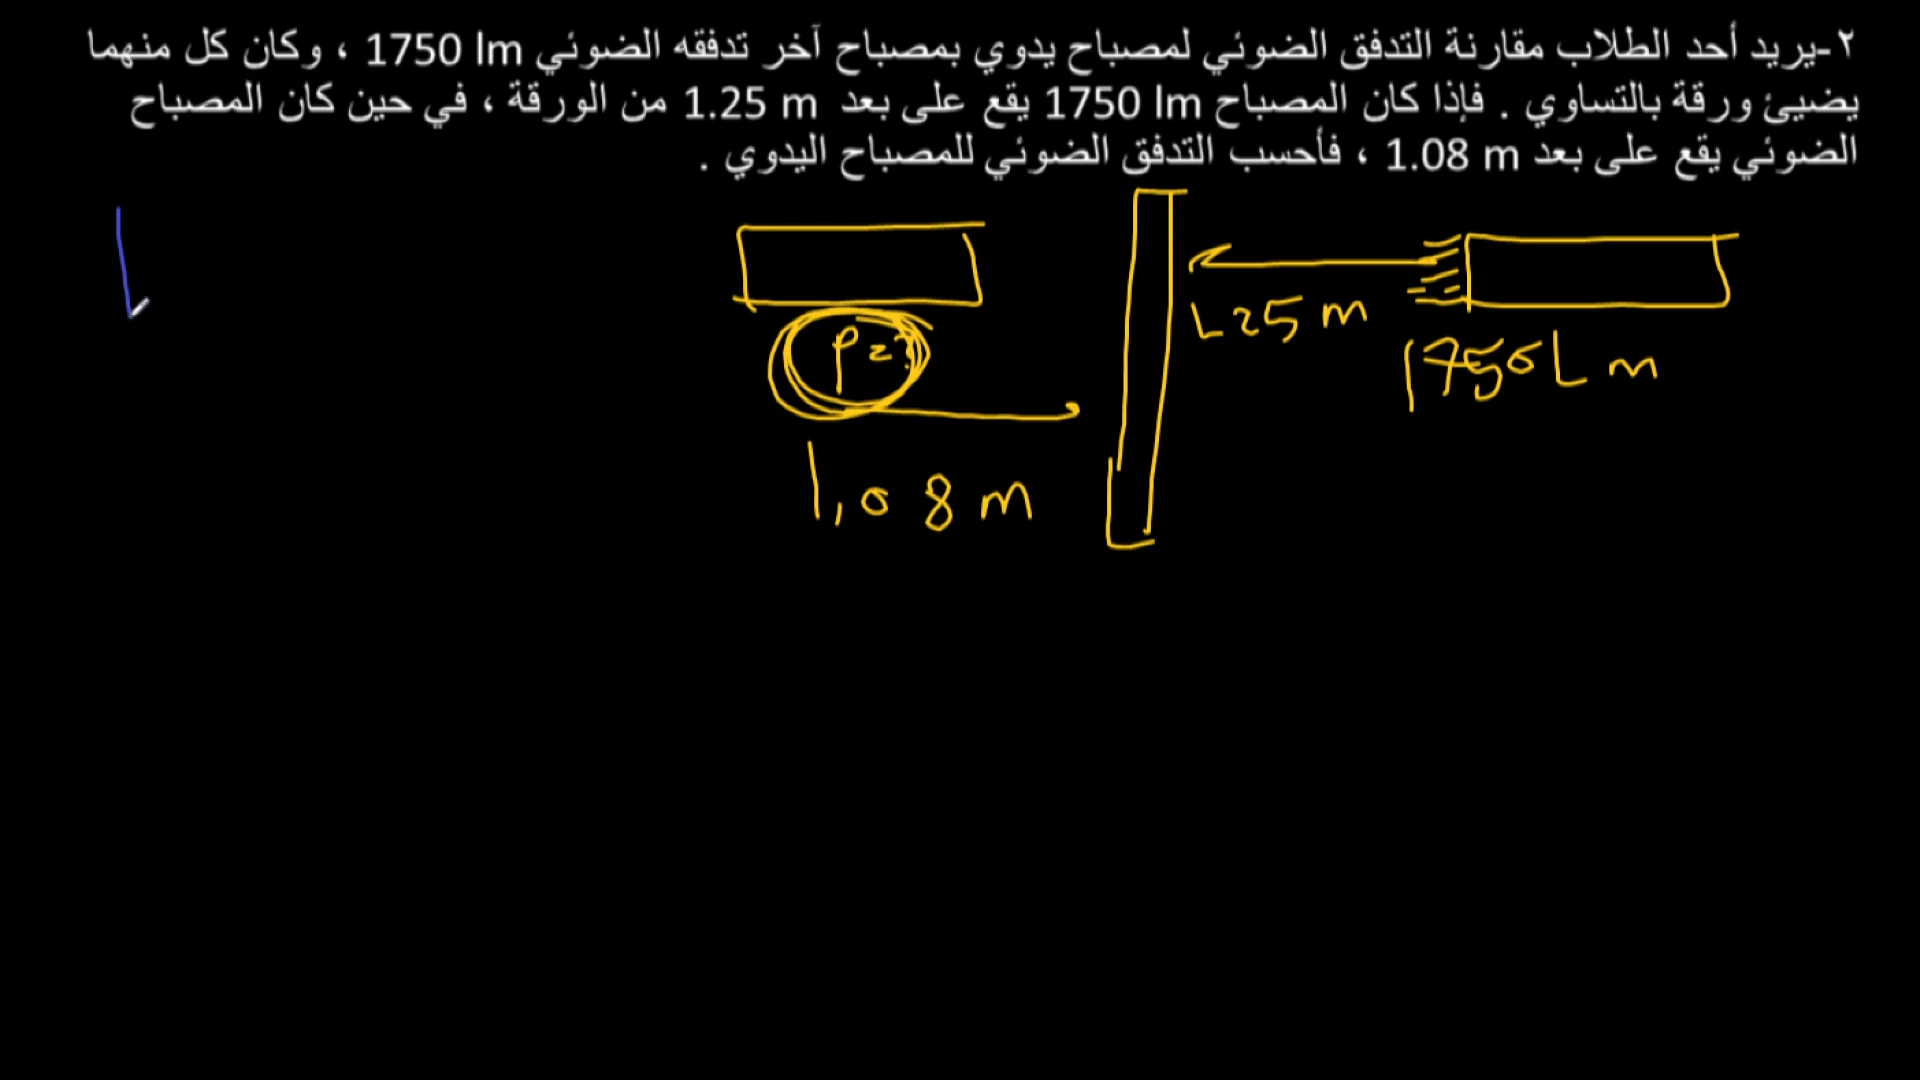 ٢-يريد أحد الطلاب مقارنة التدفق الضوئي لمصباح يدوي بمصباح آخر تدفقه الضوئي 1750 lm ، وكان كل منهما
يضيئ ورقة بالتساوي . فإذا كان المصباح 1750 lm يقع على بعد 1.25 m من الورقة ، في حين كان المصباح
الضوئي يقع على بعد 1.08 m ، فأحسب التدفق الضوئي للمصباح اليدوي .
1.25 m
P=?
1750 Lm
1,08 m